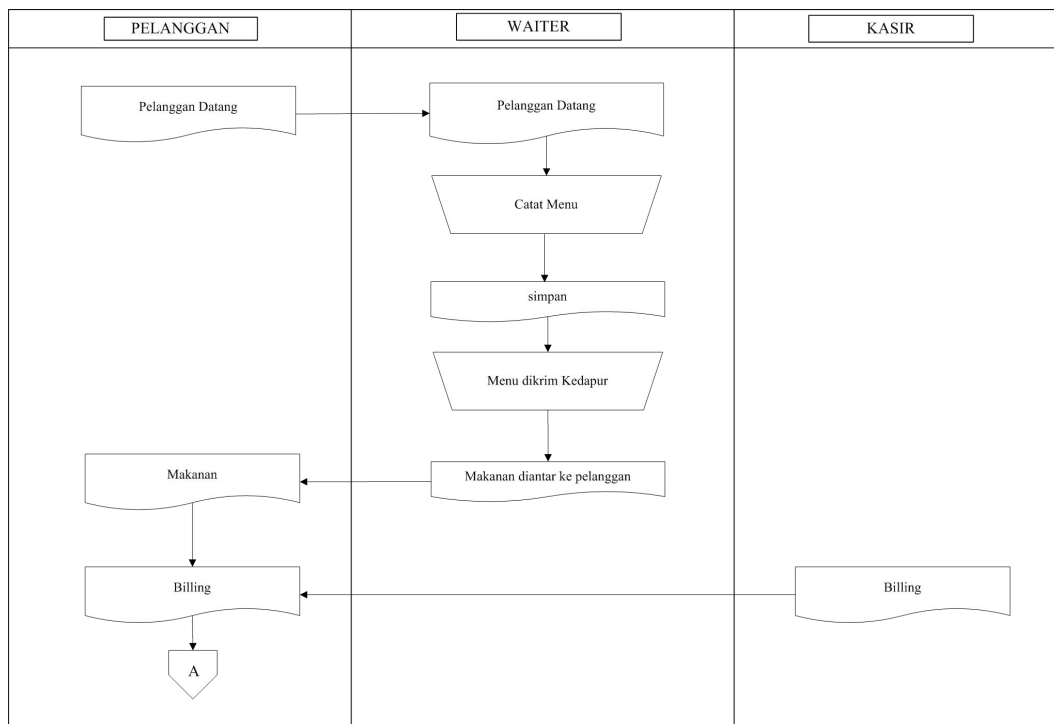 PELANGGAN
WAITER
KASIR
Pelanggan Datang
Pelanggan Datang
Catat Menu
simpan
Menu dikrim Kedapur
Makanan diantar ke pelanggan
Makanan
Billing
Billing
A